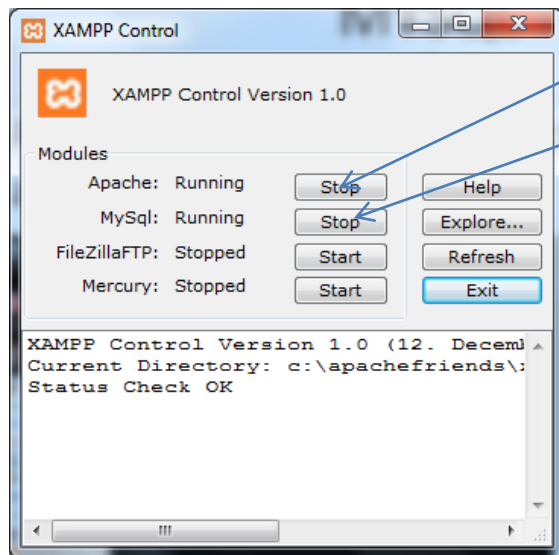 XAMPP Control
XAMPP Control Version 1.0
Modules
Apache: Running Stop Help
MySql: Running Stop Explore...
FileZillaFTP: Stopped Start Refresh
Mercury: Stopped Start Exit
XAMPP Control Version 1.0 (12.
Current Directory: c:\apachefriends\
Status Check OK